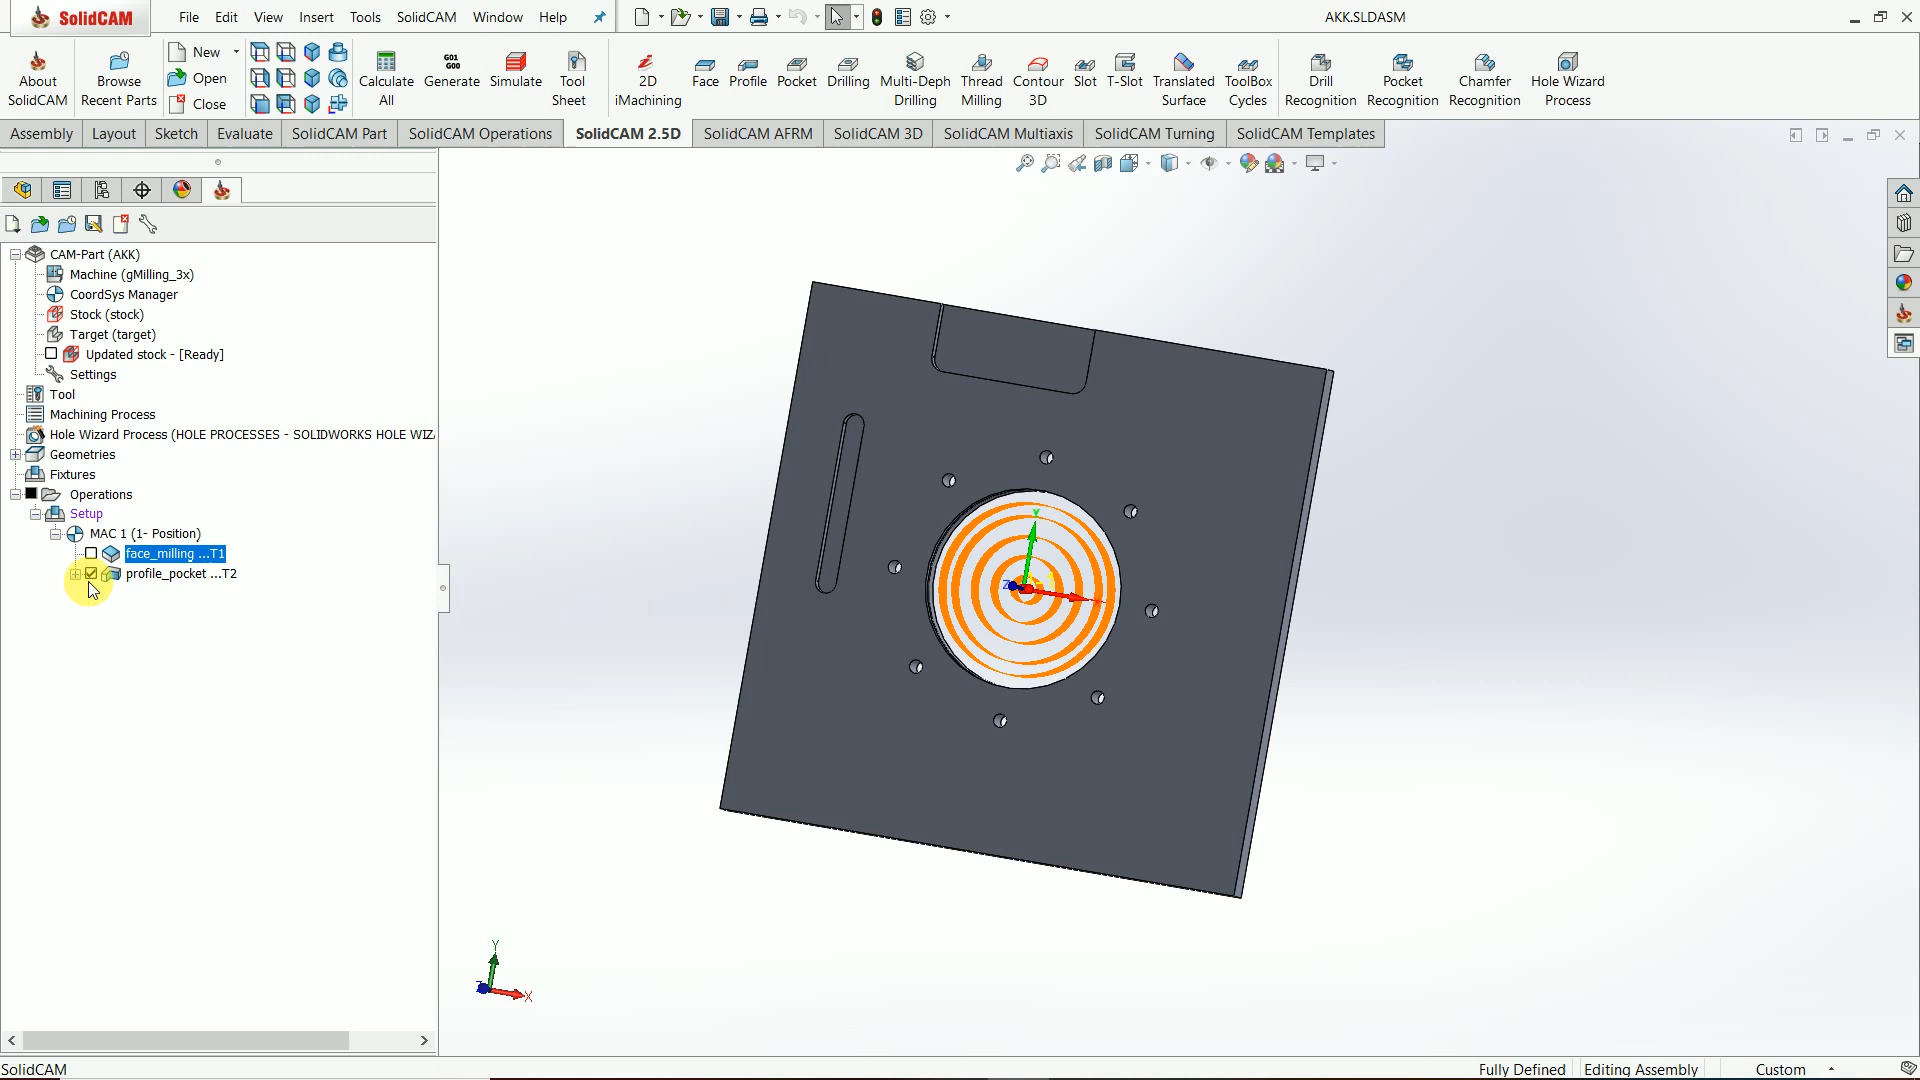 SolidCAM File Edit View Insert Tools SolidCAM Window Help AKK.SLDASM
About SolidCAM
Browse Recent Parts
New
Open
Close
Calculate All
G01 G00
Generate
Simulate
Tool Sheet
2D iMachining
Face
Profile
Pocket
Drilling
Multi-Deph Drilling
Thread Milling
Contour 3D
Slot
T-Slot
Translated Surface
ToolBox Cycles
Drill Recognition
Pocket Recognition
Chamfer Recognition
Hole Wizard Process
Assembly Layout Sketch Evaluate SolidCAM Part SolidCAM Operations SolidCAM 2.5D SolidCAM AFRM SolidCAM 3D SolidCAM Multiaxis SolidCAM Turning SolidCAM Templates
CAM-Part (AKK)
Machine (gMilling_3x)
CoordSys Manager
Stock (stock)
Target (target)
Updated stock - [Ready]
Settings
Tool
Machining Process
Hole Wizard Process (HOLE PROCESSES - SOLIDWORKS HOLE WIZ
Geometries
Fixtures
Operations
Setup
MAC 1 (1- Position)
face_milling ...T1
profile_pocket ...T2
Y
Z
X
Y
Z
X
SolidCAM Fully Defined Editing Assembly Custom